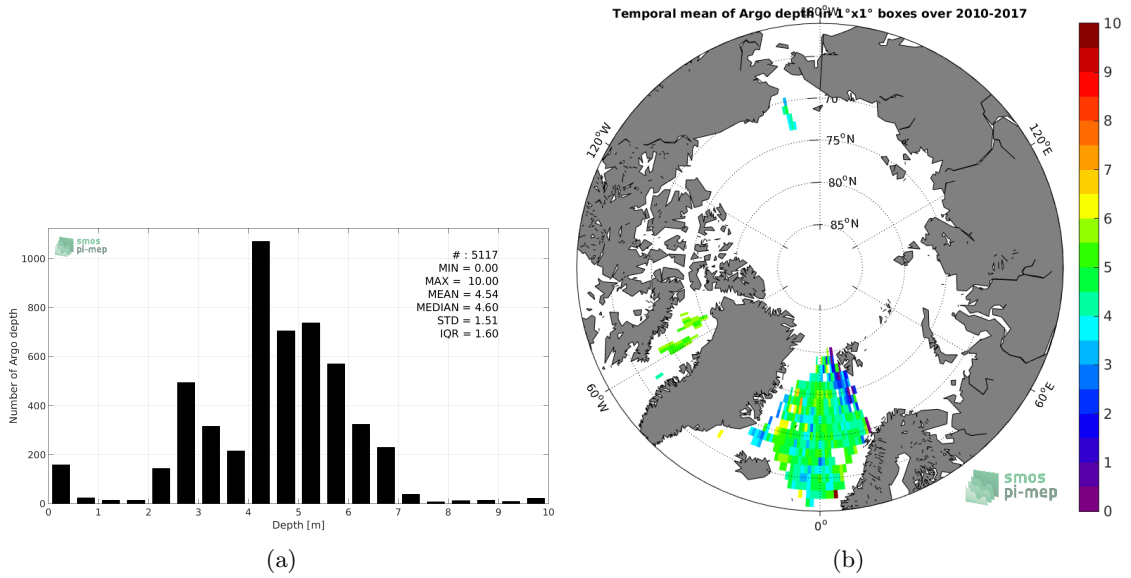 smos
pi-mep
# : 5117
MIN = 0.00
MAX = 10.00
MEAN = 4.54
MEDIAN = 4.60
STD = 1.51
IQR = 1.60
Number of Argo depth
1000
800
600
400
200
0
0 1 2 3 4 5 6 7 8 9 10
Depth [m]
(a)
Temporal mean of Argo depth in 1°x1° boxes over 2010-2017
180°W
120°W
120°E
60°W
60°E
0°
70
75°N
80°N
85°N
smos
pi-mep
10
9
8
7
6
5
4
3
2
1
0
(b)